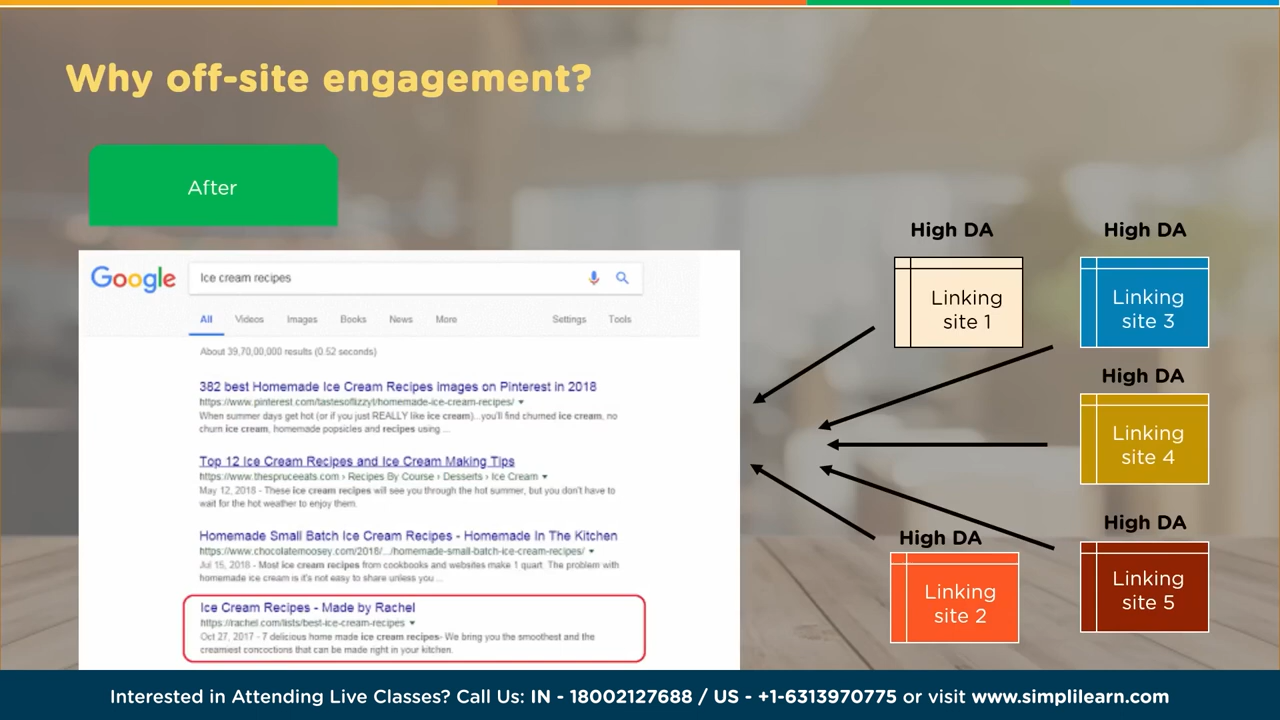 Why off-site engagement?
After
Google
Ice cream recipes
All Videos Images Books News More Settings Tools
About 39,70,00,000 results (0.52 seconds)
382 best Homemade Ice Cream Recipes Images on Pinterest in 2018
https://www.pinterest.com/tastesoflizzyt/homemade-ice-cream-recipes/
When summer days get hot (or if you just REALLY like ice cream)...you'll find churned ice cream, no
churn ice cream, homemade popsicles and recipes using ...
Top 12 Ice Cream Recipes and Ice Cream Making Tips
https://www.thespruceeats.com › Recipes By Course › Desserts › Ice Cream
May 12, 2018 - These ice cream recipes will see you through the hot summer, but you don't have to
wait for the hot weather to enjoy them.
Homemade Small Batch Ice Cream Recipes - Homemade In The Kitchen
https://www.chocolatemoosey.com/2018/.../homemade-small-batch-ice-cream-recipes/
Jul 15, 2018 - Most ice cream recipes from cookbooks and websites make 1 quart. The problem with
homemade ice cream is it's not easy to share unless you ...
Ice Cream Recipes - Made by Rachel
https://rachel.com/lists/best-ice-cream-recipes
Oct 27, 2017 - 7 delicious home made ice cream recipes- We bring you the smoothest and the
creamiest concoctions that can be made right in your kitchen.
High DA
Linking
site 1
High DA
Linking
site 3
High DA
Linking
site 4
High DA
Linking
site 2
High DA
Linking
site 5
Interested in Attending Live Classes? Call Us: IN - 18002127688 / US - +1-6313970775 or visit www.simplilearn.com